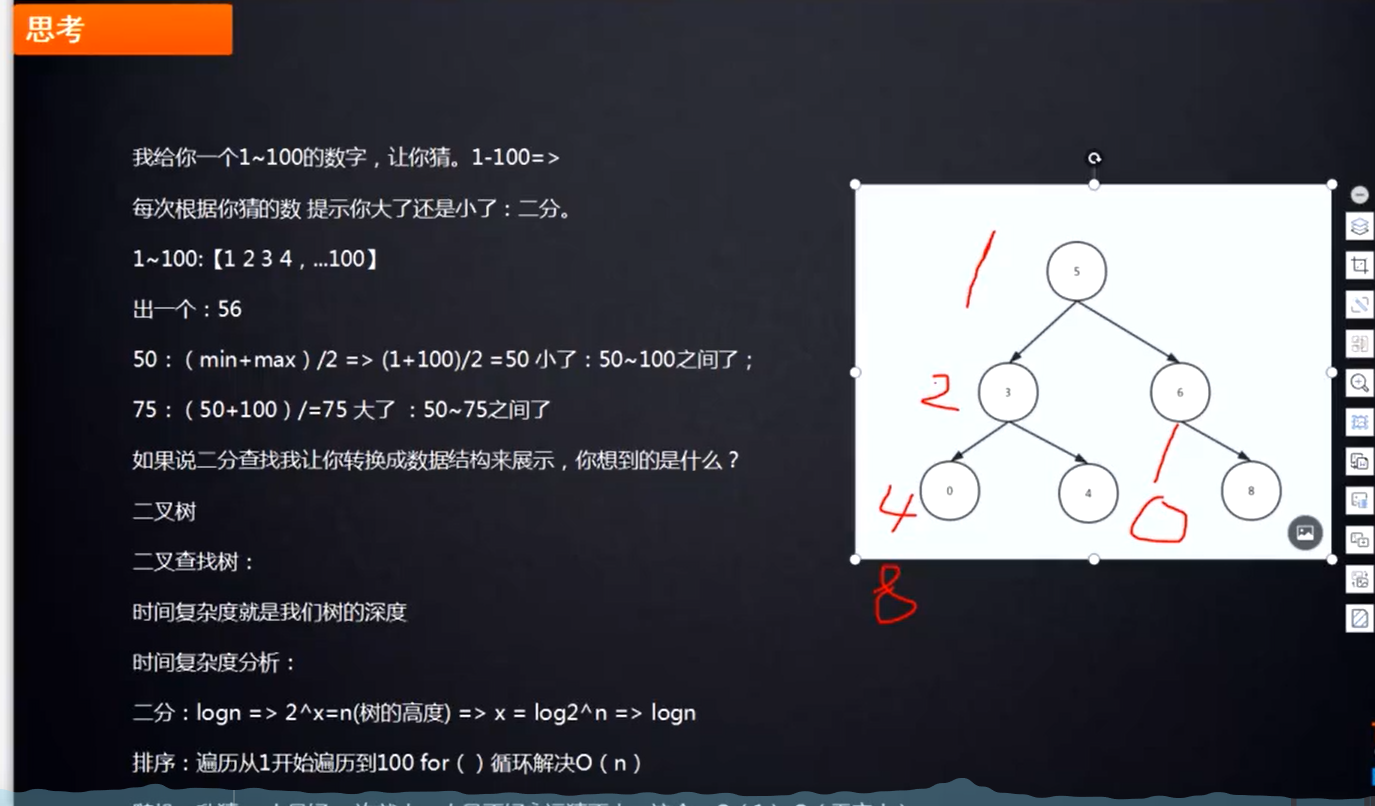 思考
我给你一个1~100的数字，让你猜。1-100=>
每次根据你猜的数 提示你大了还是小了：二分。
1~100:【1 2 3 4，...100】
出一个：56
50：（min+max）/2 => (1+100)/2 =50 小了：50~100之间了；
75：（50+100）/=75 大了 ：50~75之间了
如果说二分查找我让你转换成数据结构来展示，你想到的是什么？
二叉树
二叉查找树：
时间复杂度就是我们树的深度
时间复杂度分析：
二分：logn => 2^x=n(树的高度) => x = log2^n => logn
排序：遍历从1开始遍历到100 for（）循环解决O（n）
1 5
2 3 6
4 0 4 0 8
8